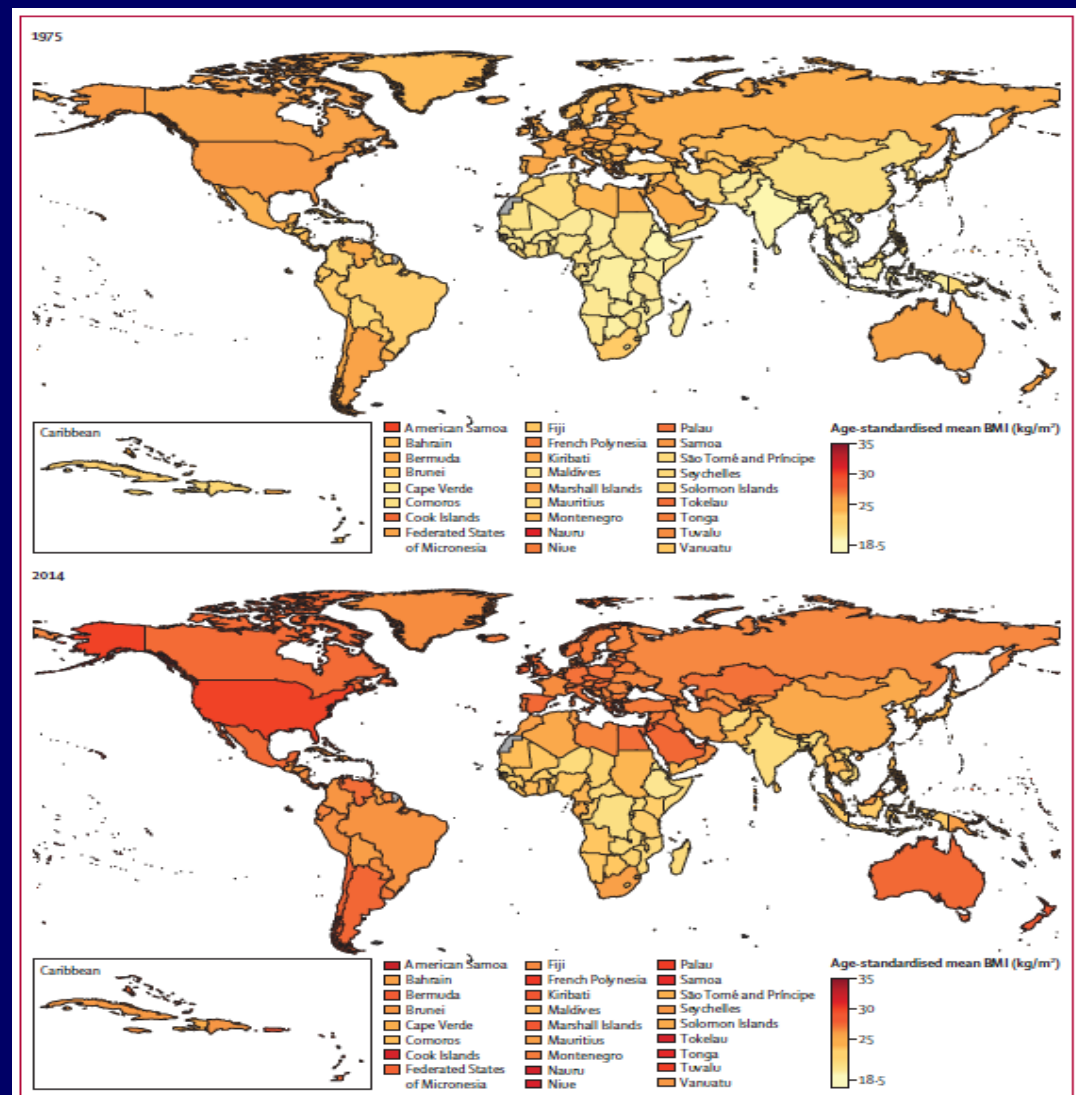 1975
Caribbean
American Samoa
Bahrain
Bermuda
Brunei
Cape Verde
Comoros
Cook Islands
Federated States
of Micronesia
Fiji
French Polynesia
Kiribati
Maldives
Marshall Islands
Mauritius
Montenegro
Nauru
Niue
Palau
Samoa
São Tomé and Príncipe
Seychelles
Solomon Islands
Tokelau
Tonga
Tuvalu
Vanuatu
Age-standardised mean BMI (kg/m²)
35
30
25
18·5
2014
Caribbean
American Samoa
Bahrain
Bermuda
Brunei
Cape Verde
Comoros
Cook Islands
Federated States
of Micronesia
Fiji
French Polynesia
Kiribati
Maldives
Marshall Islands
Mauritius
Montenegro
Nauru
Niue
Palau
Samoa
São Tomé and Príncipe
Seychelles
Solomon Islands
Tokelau
Tonga
Tuvalu
Vanuatu
Age-standardised mean BMI (kg/m²)
35
30
25
18·5